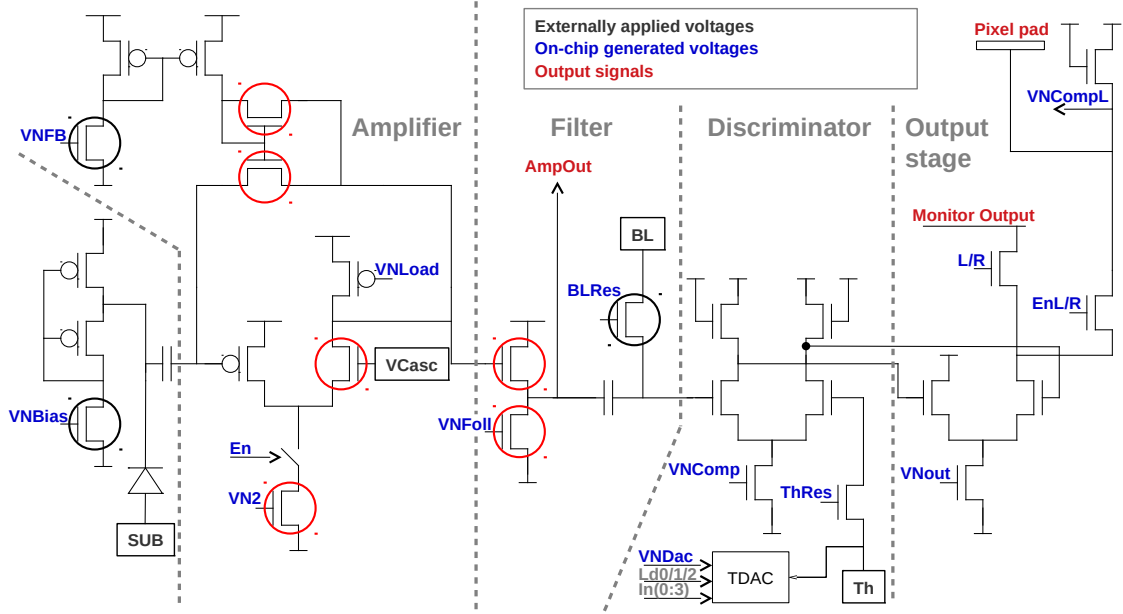 Externally applied voltages
On-chip generated voltages
Output signals
Pixel pad
VNCompL
VNFB
Amplifier
Filter
Discriminator
Output
stage
AmpOut
Monitor Output
BL
L/R
VNLoad
BLRes
EnL/R
VCasc
VNBias
VNFoll
En
VNComp
VNout
ThRes
VN2
SUB
VNDac
Ld0/1/2
In(0:3)
TDAC
Th